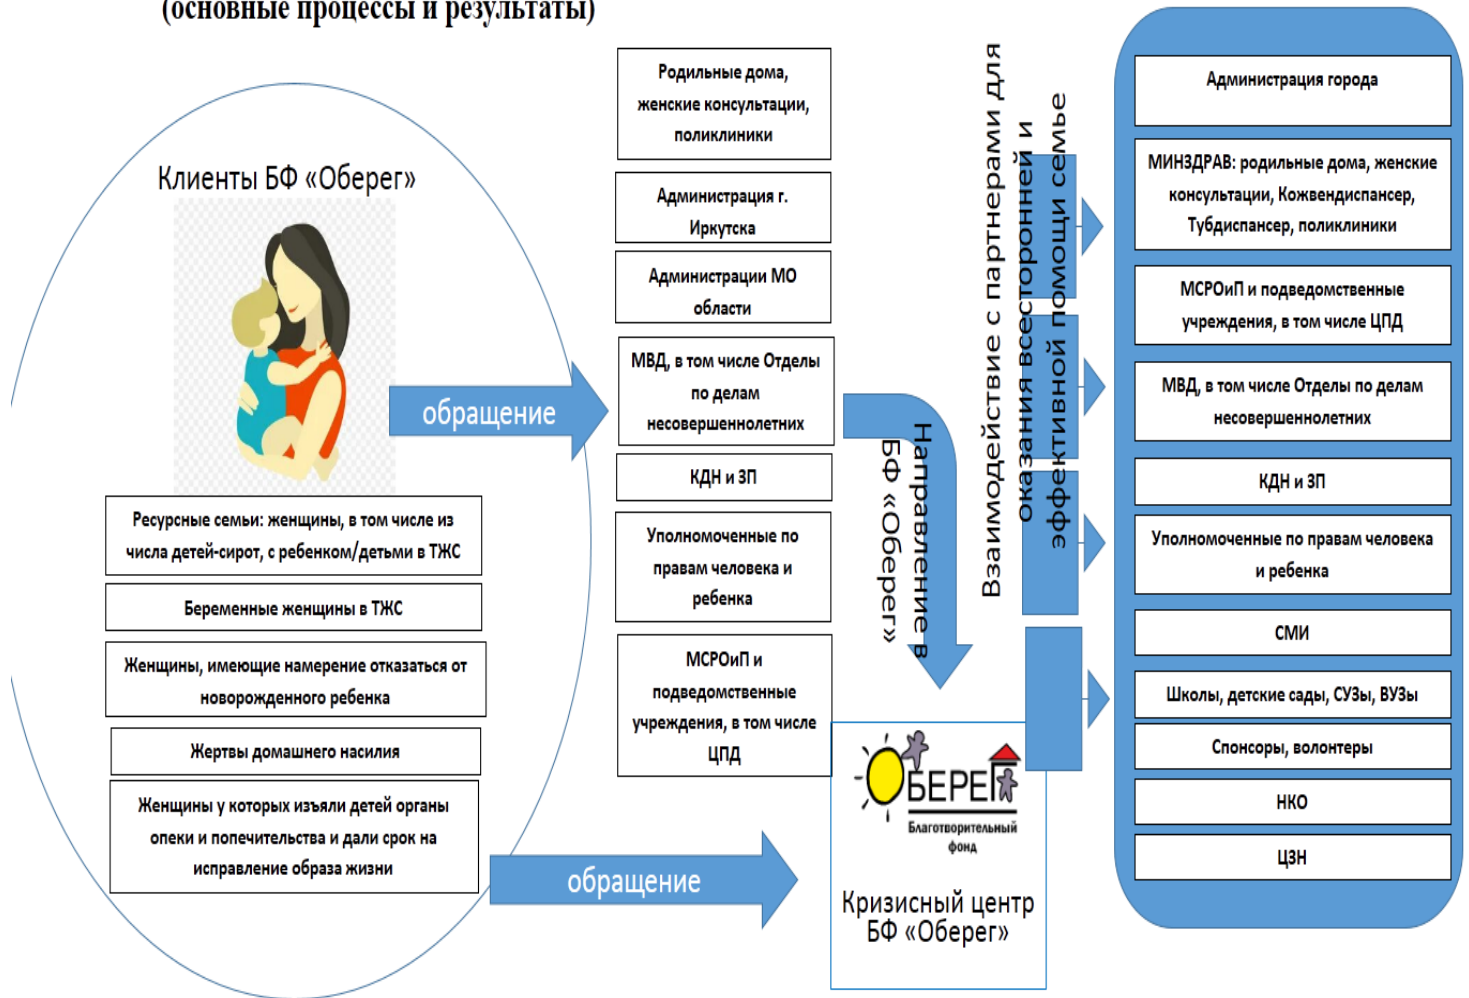 (основные процессы и результаты)
Клиенты БФ «Оберег»
обращение
Ресурсные семьи: женщины, в том числе из
числа детей-сирот, с ребенком/детьми в ТЖС
Беременные женщины в ТЖС
Женщины, имеющие намерение отказаться от
новорожденного ребенка
Жертвы домашнего насилия
Женщины у которых изъяли детей органы
опеки и попечительства и дали срок на
исправление образа жизни
обращение
Родильные дома,
женские консультации,
поликлиники
Администрация г.
Иркутска
Администрации МО
области
МВД, в том числе Отделы
по делам
несовершеннолетних
КДН и ЗП
Уполномоченные по
правам человека и
ребенка
МСРОиП и
подведомственные
учреждения, в том числе
ЦПД
Направление в
БФ «Оберег»
ОБЕРЕГ
Благотворительный
фонд
Кризисный центр
БФ «Оберег»
Взаимодействие с партнерами для
оказания всесторонней и
эффективной помощи семье
Администрация города
МИНЗДРАВ: родильные дома, женские
консультации, Кожвендиспансер,
Тубдиспансер, поликлиники
МСРОиП и подведомственные
учреждения, в том числе ЦПД
МВД, в том числе Отделы по делам
несовершеннолетних
КДН и ЗП
Уполномоченные по правам человека
и ребенка
СМИ
Школы, детские сады, СУЗы, ВУЗы
Спонсоры, волонтеры
НКО
ЦЗН